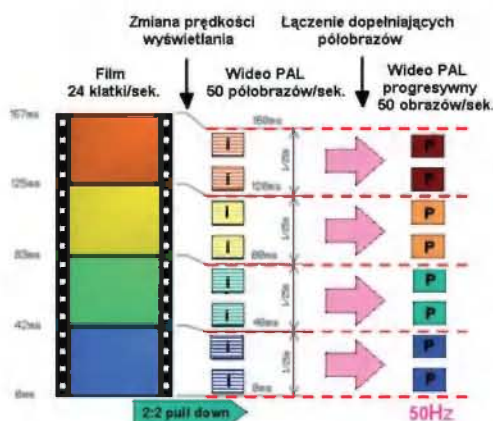 Zmiana prędkości
wyświetlania
Łączenie dopełniających
półobrazów
Film
24 klatki/sek.
Wideo PAL
50 półobrazów/sek.
Wideo PAL
progresywny
50 obrazów/sek.
167ms
160ms
i
P
1/25s
i
P
125ms
120ms
i
P
1/25s
i
P
83ms
80ms
i
P
1/25s
i
P
42ms
40ms
i
P
1/25s
i
P
0ms
0ms
2:2 pull down
50Hz